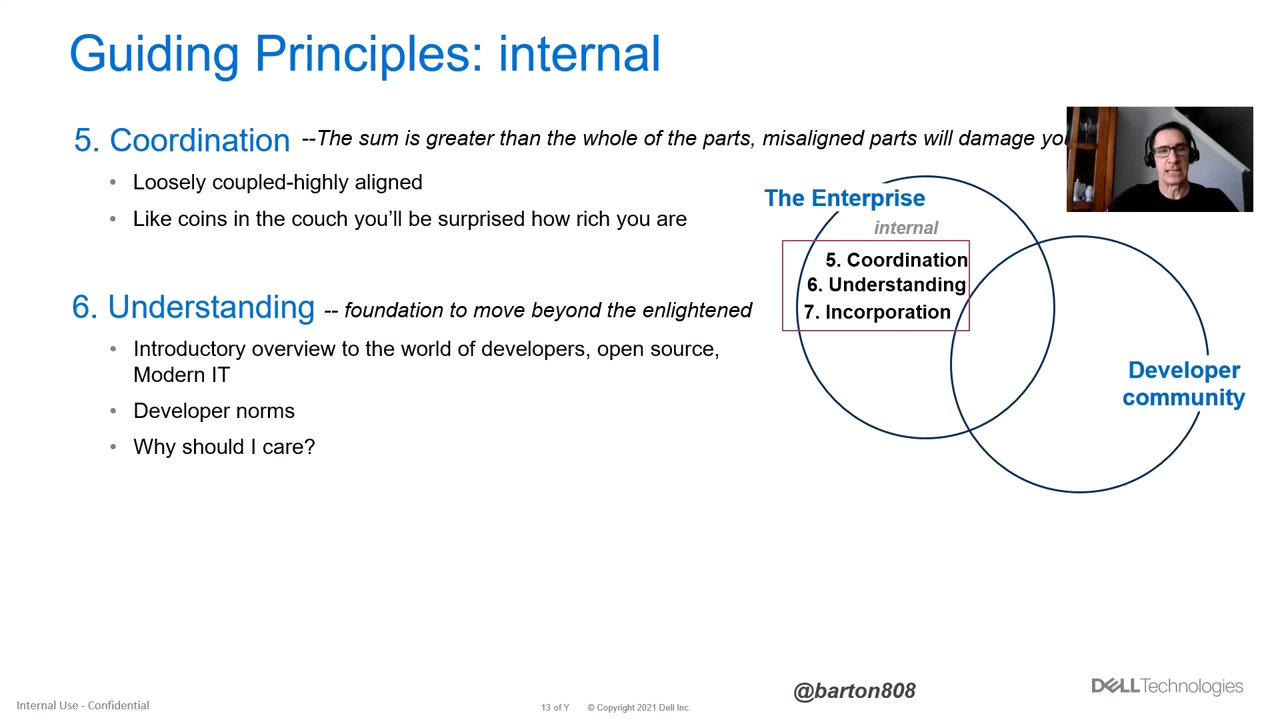 Guiding Principles: internal
5. Coordination --The sum is greater than the whole of the parts, misaligned parts will damage
• Loosely coupled-highly aligned
• Like coins in the couch you’ll be surprised how rich you are
6. Understanding -- foundation to move beyond the enlightened
• Introductory overview to the world of developers, open source,
Modern IT
• Developer norms
• Why should I care?
The Enterprise
internal
5. Coordination
6. Understanding
7. Incorporation
Developer
community
Internal Use - Confidential
13 of Y
© Copyright 2021 Dell Inc.
@barton808
DELLTechnologies